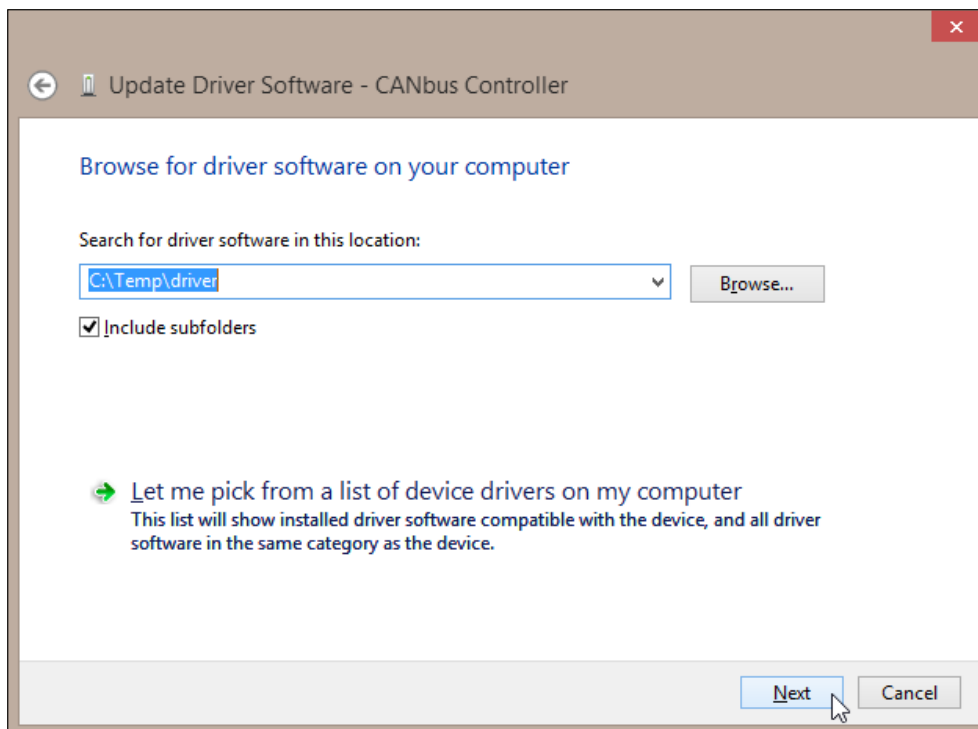 Update Driver Software - CANbus Controller
Browse for driver software on your computer
Search for driver software in this location:
C:\Temp\driver
Browse...
Include subfolders
Let me pick from a list of device drivers on my computer
This list will show installed driver software compatible with the device, and all driver
software in the same category as the device.
Next
Cancel